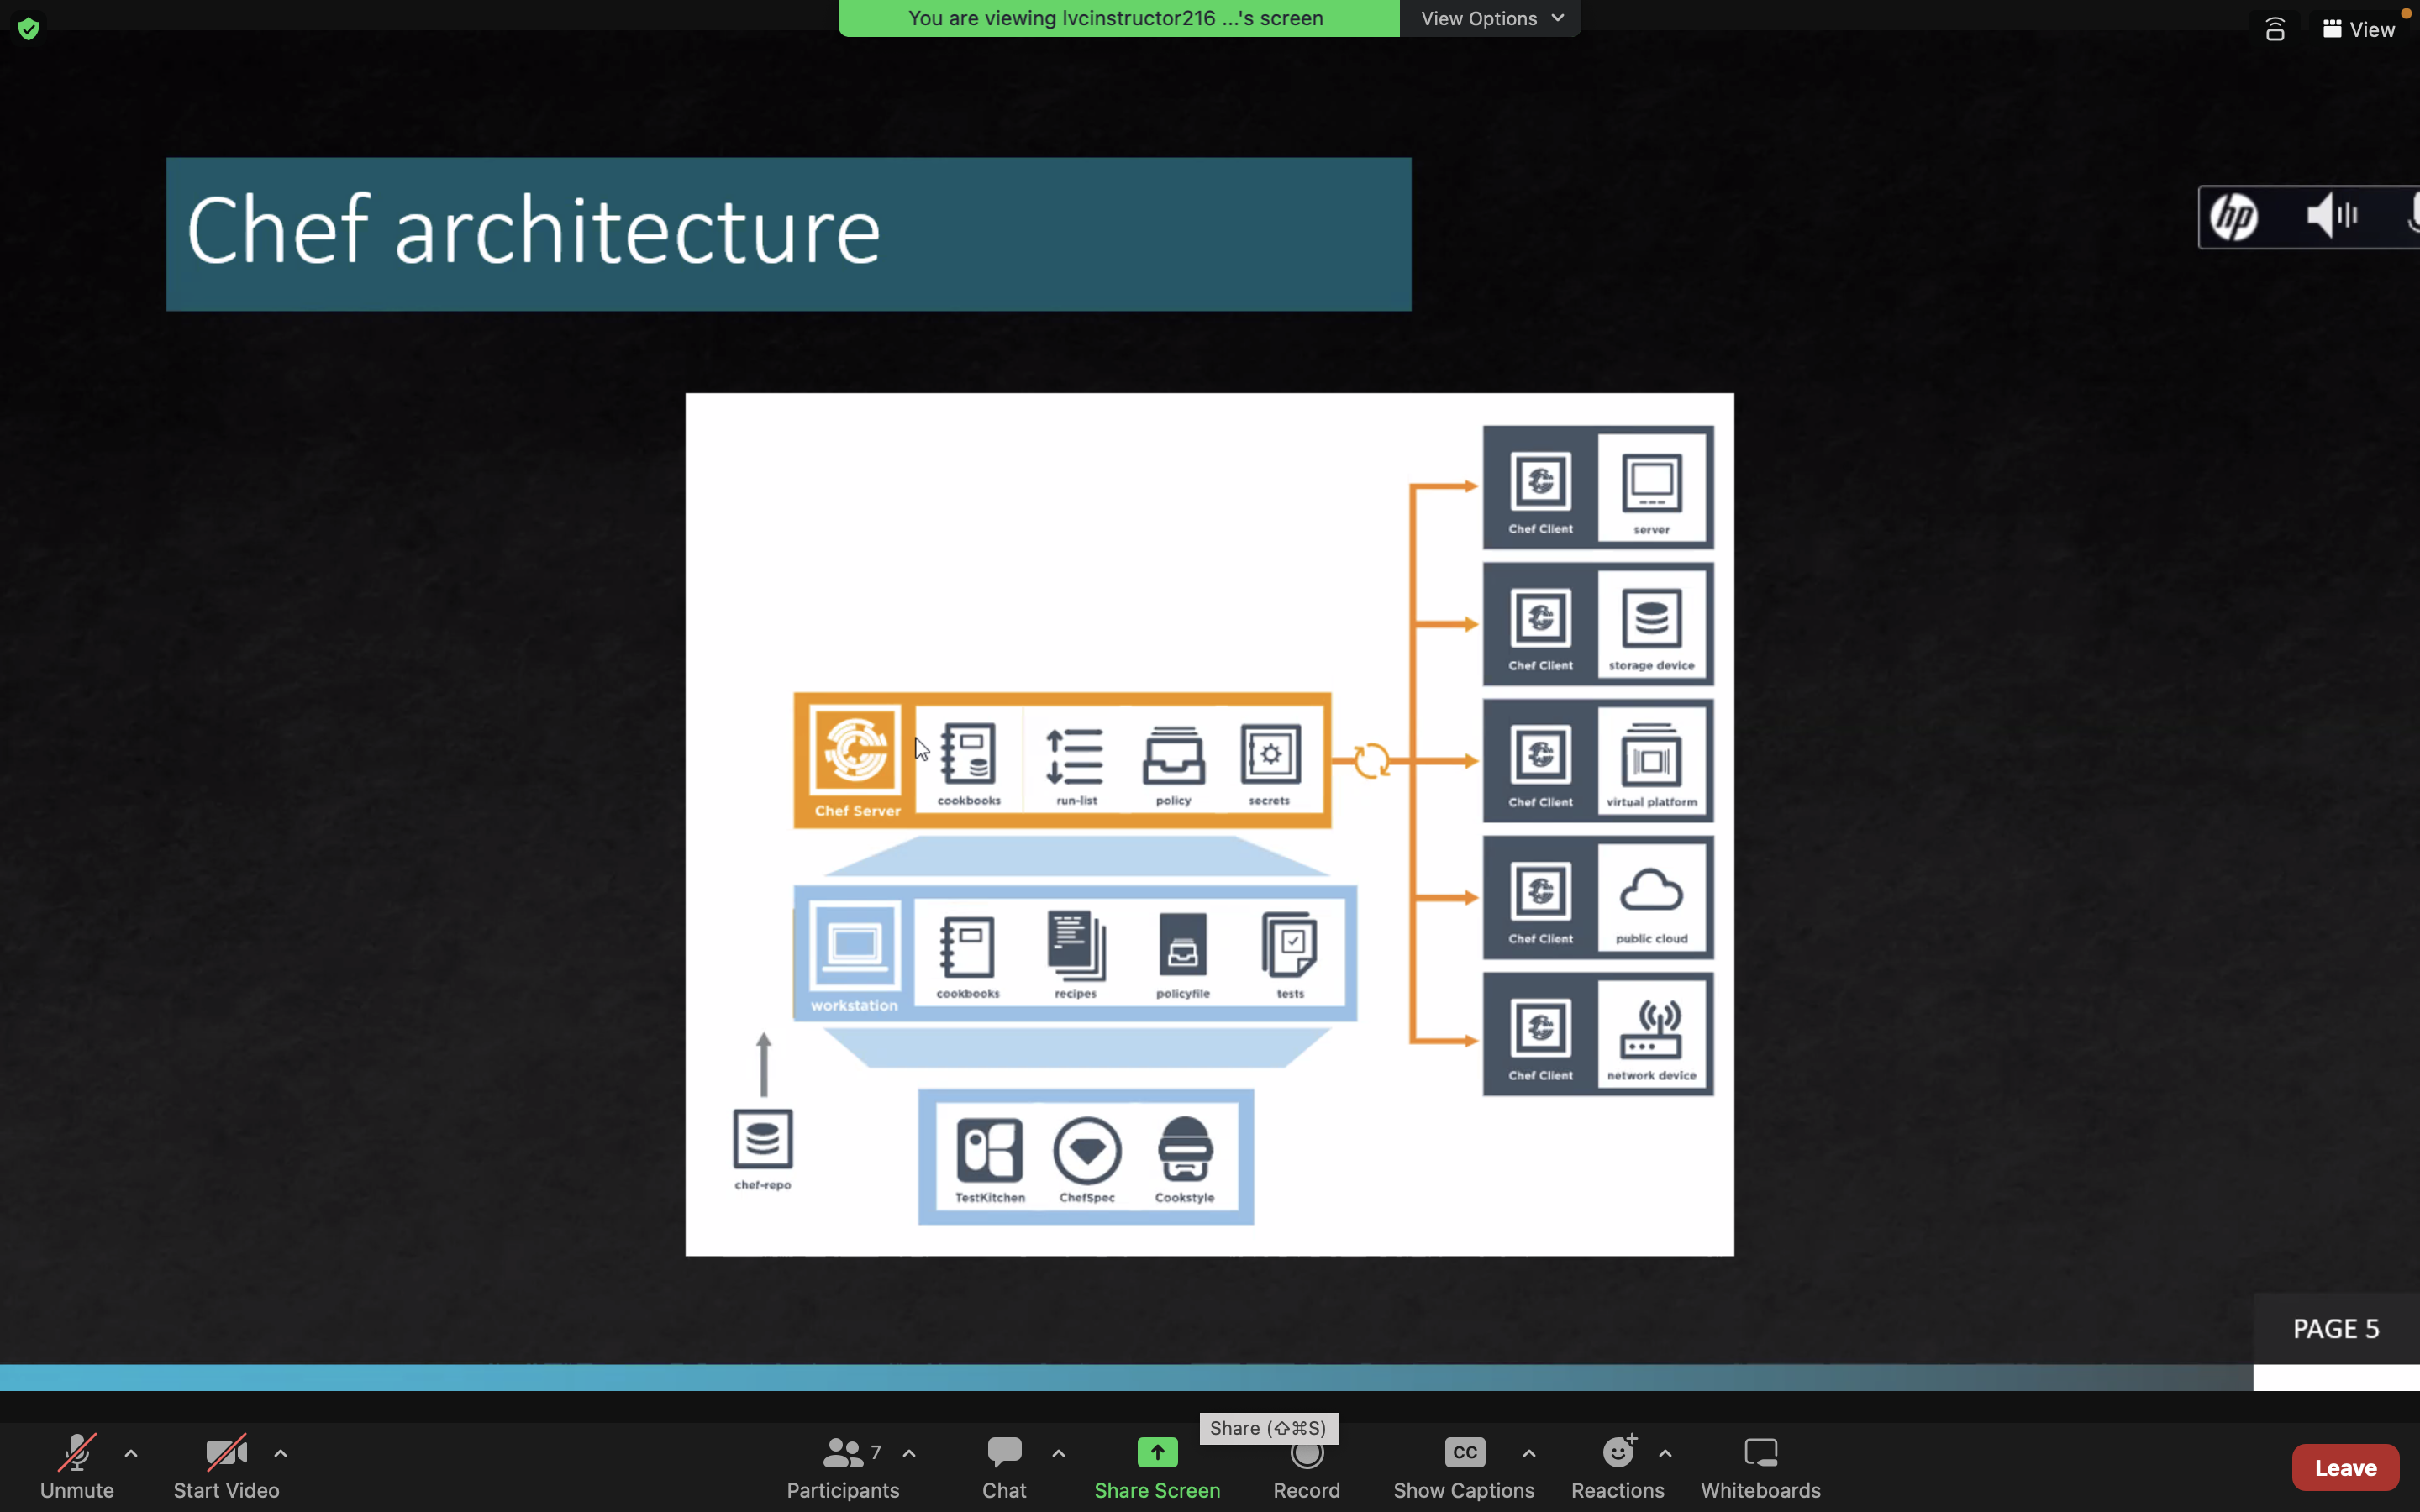 You are viewing lvcinstructor216 ...'s screen
View Options
View
Chef architecture
hp
Chef Client
server
Chef Client
storage device
Chef Server
cookbooks
run-list
policy
secrets
Chef Client
virtual platform
workstation
cookbooks
recipes
policyfile
tests
Chef Client
public cloud
Chef Client
network device
chef-repo
TestKitchen
ChefSpec
Cookstyle
PAGE 5
Share (⇧⌘S)
Unmute
Start Video
7
Participants
Chat
Share Screen
Record
CC
Show Captions
Reactions
Whiteboards
Leave